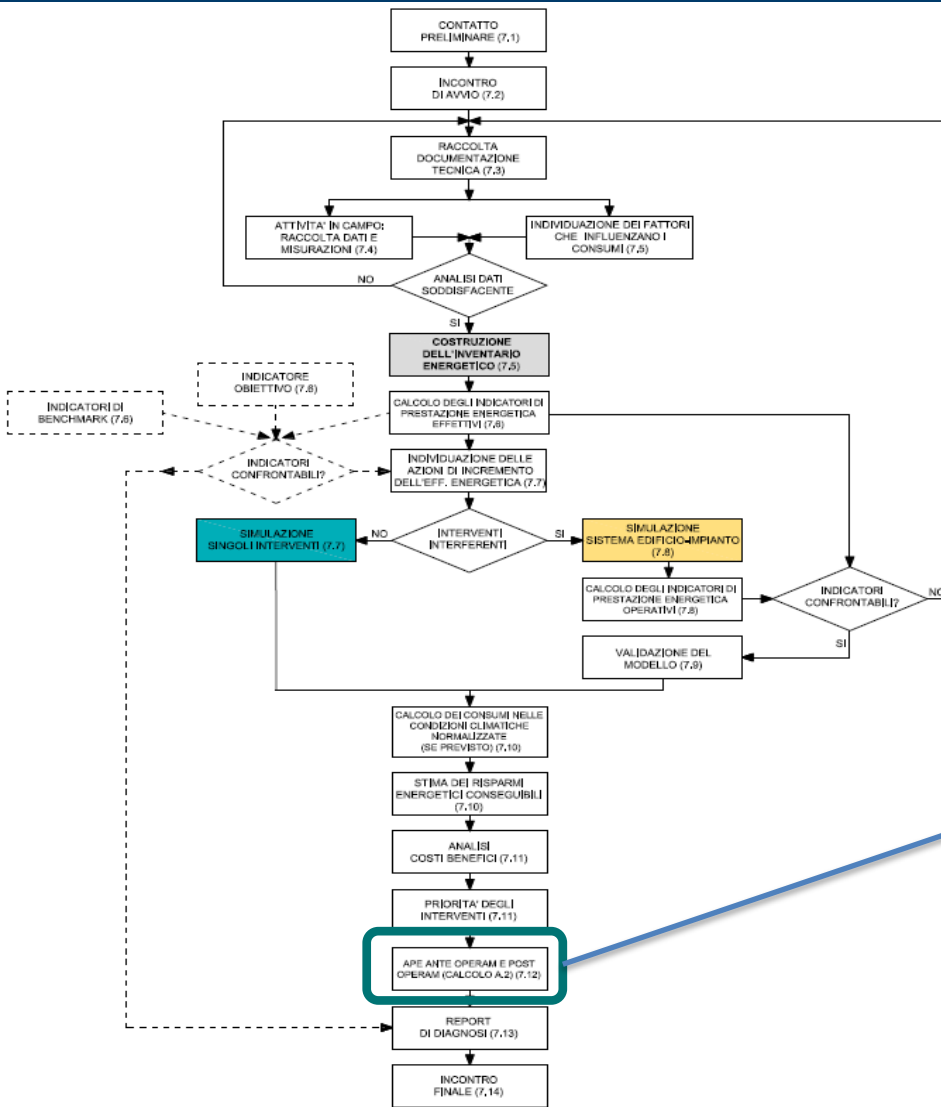 CONTATTO
PRELIMINARE (7.1)
INCONTRO
DI AVVIO (7.2)
RACCOLTA
DOCUMENTAZIONE
TECNICA (7.3)
ATTIVITA' IN CAMPO:
RACCOLTA DATI E
MISURAZIONI (7.4)
INDIVIDUAZIONE DEI FATTORI
CHE INFLUENZANO I
CONSUMI (7.5)
NO
ANALISI DATI
SODDISFACENTE
SI
COSTRUZIONE
DELL'INVENTARIO
ENERGETICO (7.5)
INDICATORE
OBIETTIVO (7.6)
INDICATORI DI
BENCHMARK (7.6)
CALCOLO DEGLI INDICATORI DI
PRESTAZIONE ENERGETICA
EFFETTIVI (7.6)
INDICATORI
CONFRONTABILI?
INDIVIDUAZIONE DELLE
AZIONI DI INCREMENTO
DELL'EFF. ENERGETICA (7.7)
SIMULAZIONE
SINGOLI INTERVENTI (7.7)
NO
INTERVENTI
INTERFERENTI
SI
SIMULAZIONE
SISTEMA EDIFICIO-IMPIANTO
(7.8)
CALCOLO DEGLI INDICATORI DI
PRESTAZIONE ENERGETICA
OPERATIVI (7.8)
INDICATORI
CONFRONTABILI?
NO
SI
VALIDAZIONE DEL
MODELLO (7.9)
CALCOLO DEI CONSUMI NELLE
CONDIZIONI CLIMATICHE
NORMALIZZATE
(SE PREVISTO) (7.10)
STIMA DEI RISPARMI
ENERGETICI CONSEGUIBILI
(7.10)
ANALISI
COSTI BENEFICI (7.11)
PRIORITA' DEGLI
INTERVENTI (7.11)
APE ANTE OPERAM E POST
OPERAM (CALCOLO A.2) (7.12)
REPORT
DI DIAGNOSI (7.13)
INCONTRO
FINALE (7.14)